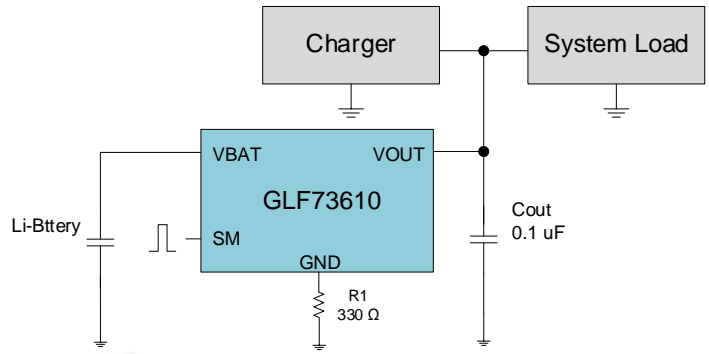 Charger
System Load
VBAT
VOUT
GLF73610
Li-Bttery
SM
GND
Cout
0.1 uF
R1
330 Ω